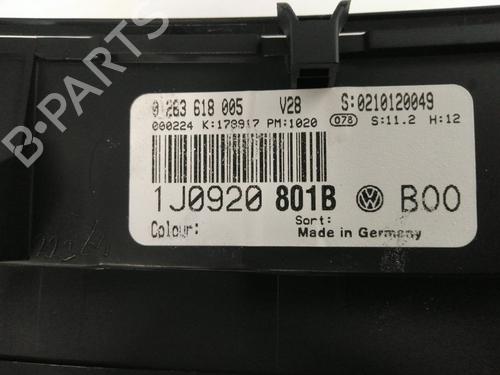 B-PARTS
0 263 618 005 V28 S:0210120049
000224 K:178917 PM:1020 078 S:11.2 H:12
1J0920 801B B00
Colour: Sort:
Made in Germany